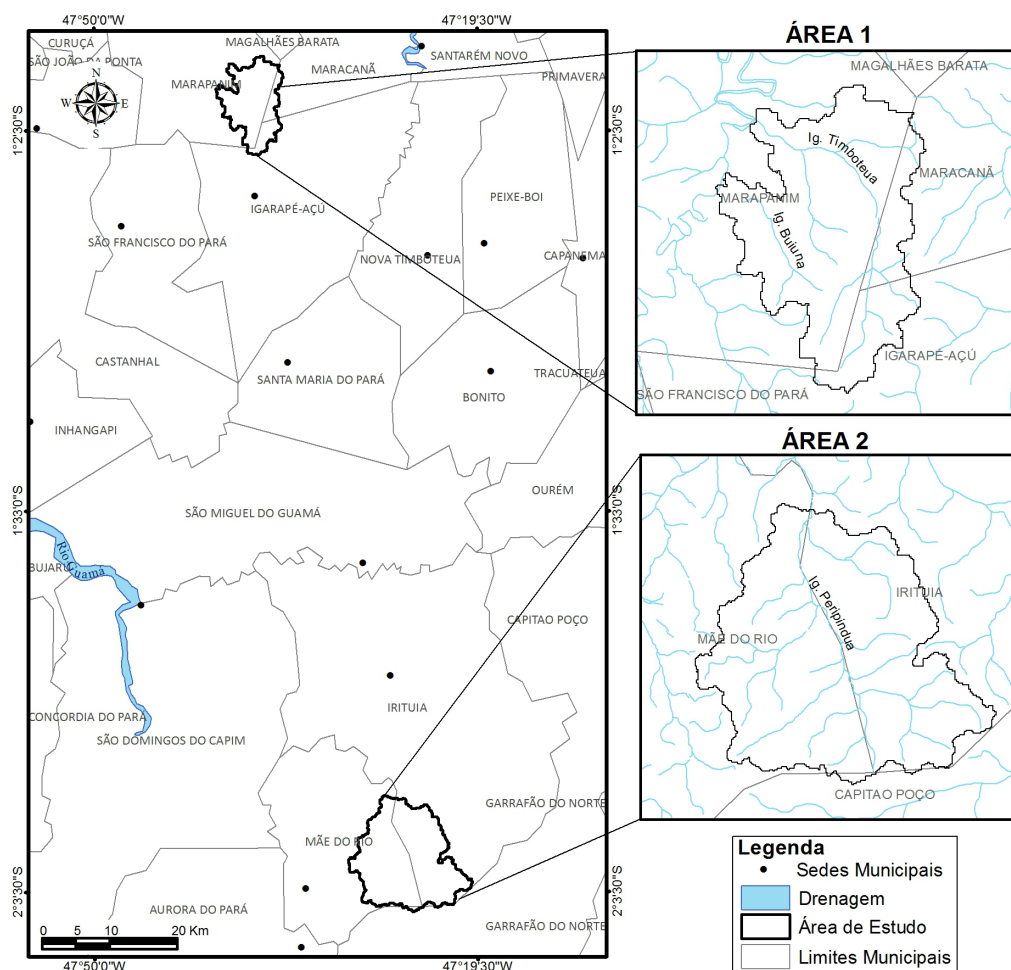 47°50'0"W
47°19'30"W
CURUÇÁ
MAGALHÃES BARATA
SANTARÉM NOVO
SÃO JOÃO DA PONTA
MARACANÃ
PRIMAVERA
MARAPANIM
N
W
E
S
1°2'30"S
1°2'30"S
PEIXE-BOI
IGARAPÉ-AÇÚ
SÃO FRANCISCO DO PARÁ
NOVA TIMBOTEUA
CAPANEMA
CASTANHAL
SANTA MARIA DO PARÁ
TRACUATEUA
BONITO
INHANGAPI
OURÉM
SÃO MIGUEL DO GUAMÁ
1°33'0"S
1°33'0"S
Rio Guamá
BUJARU
CAPITAO POÇO
IRITUIA
CONCORDIA DO PARÁ
SÃO DOMINGOS DO CAPIM
GARRAFÃO DO NORTE
MÃE DO RIO
2°3'30"S
2°3'30"S
AURORA DO PARÁ
GARRAFÃO DO NORTE
0 5 10 20 Km
47°50'0"W
47°19'30"W
ÁREA 1
MAGALHÃES BARATA
Ig. Timboteua
MARACANÃ
MARAPANIM
Ig. Buiuna
IGARAPÉ-AÇÚ
SÃO FRANCISCO DO PARÁ
ÁREA 2
IRITUIA
Ig. Peripindua
MÃE DO RIO
CAPITAO POÇO
Legenda
Sedes Municipais
Drenagem
Área de Estudo
Limites Municipais